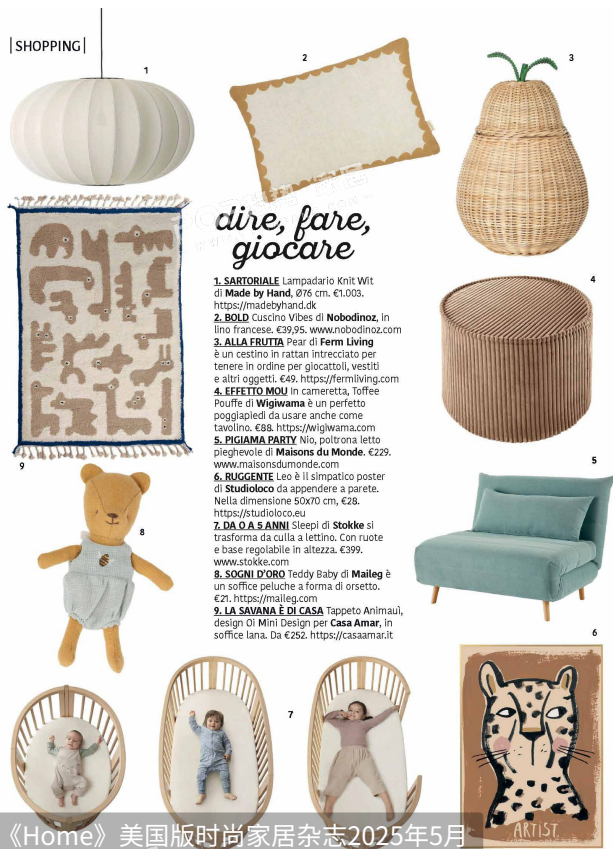 |SHOPPING|
1
2
3
dire, fare,
giocare
1. SARTORIALE Lampadario Knit Wit
di Made by Hand, Ø76 cm. €1.003.
https://madebyhand.dk
2. BOLD Cuscino Vibes di Nobodinoz, in
lino francese. €39,95. www.nobodinoz.com
3. ALLA FRUTTA Pear di Ferm Living
è un cestino in rattan intrecciato per
tenere in ordine per giocattoli, vestiti
e altri oggetti. €49. https://fermliving.com
4. EFFETTO MOU In cameretta, Toffee
Pouffe di Wigiwama è un perfetto
poggiapiedi da usare anche come
tavolino. €88. https://wigiwama.com
5. PIGIAMA PARTY Nio, poltrona letto
pieghevole di Maisons du Monde. €229.
www.maisonsdumonde.com
6. RUGGENTE Leo è il simpatico poster
di Studioloco da appendere a parete.
Nella dimensione 50x70 cm, €28.
https://studioloco.eu
7. DA 0 A 5 ANNI Sleepi di Stokke si
trasforma da culla a lettino. Con ruote
e base regolabile in altezza. €399.
www.stokke.com
8. SOGNI D'ORO Teddy Baby di Maileg è
un soffice peluche a forma di orsetto.
€21. https://maileg.com
9. LA SAVANA È DI CASA Tappeto Animauì,
design Oi Mini Design per Casa Amar, in
soffice lana. Da €252. https://casaamar.it
4
5
9
8
6
7
ARTIST.
《Home》美国版时尚家居杂志2025年5月